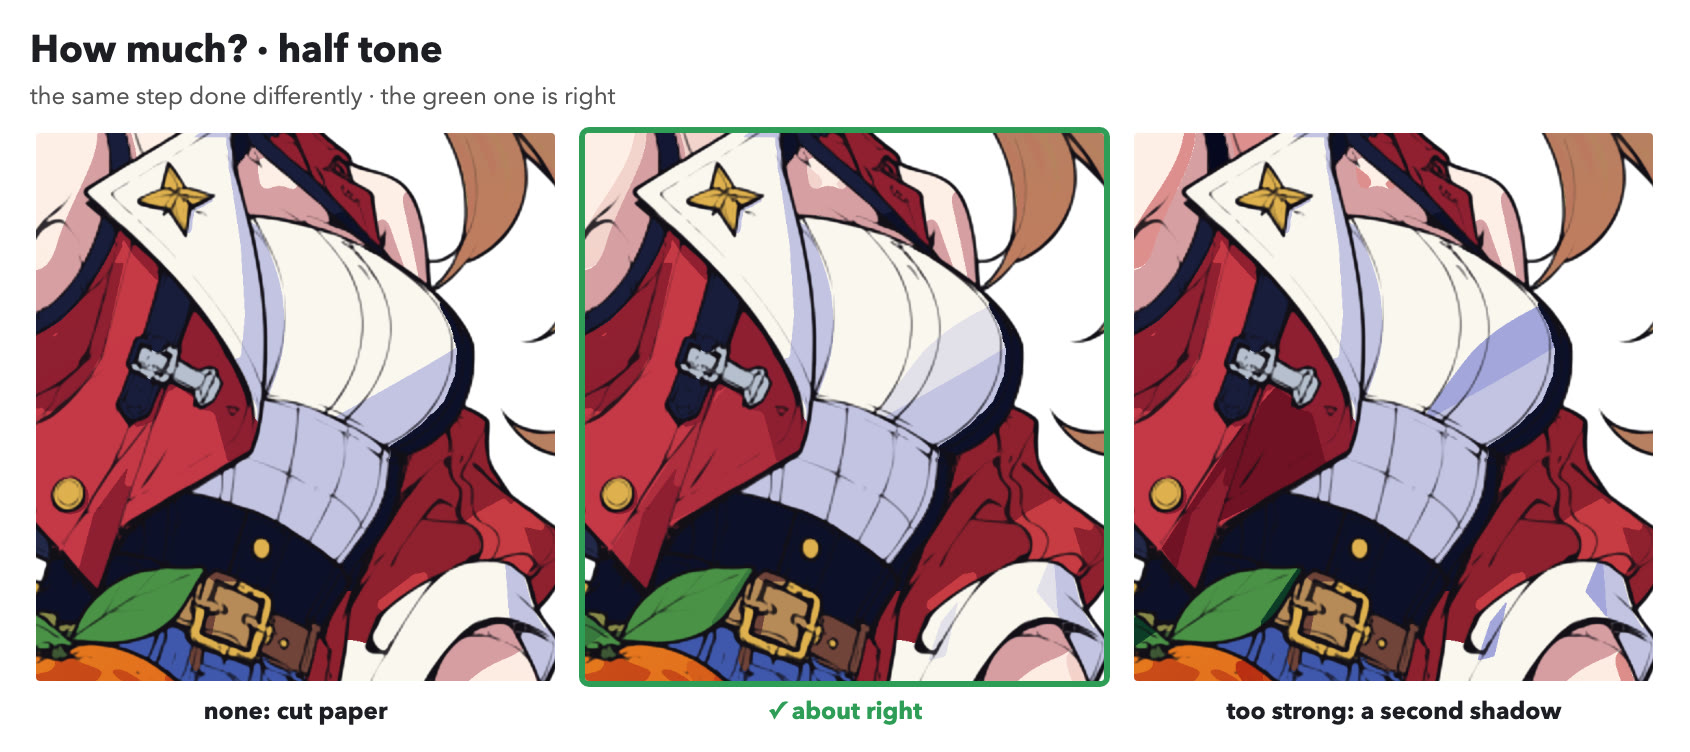 How much? · half tone
the same step done differently · the green one is right
none: cut paper
✓ about right
too strong: a second shadow